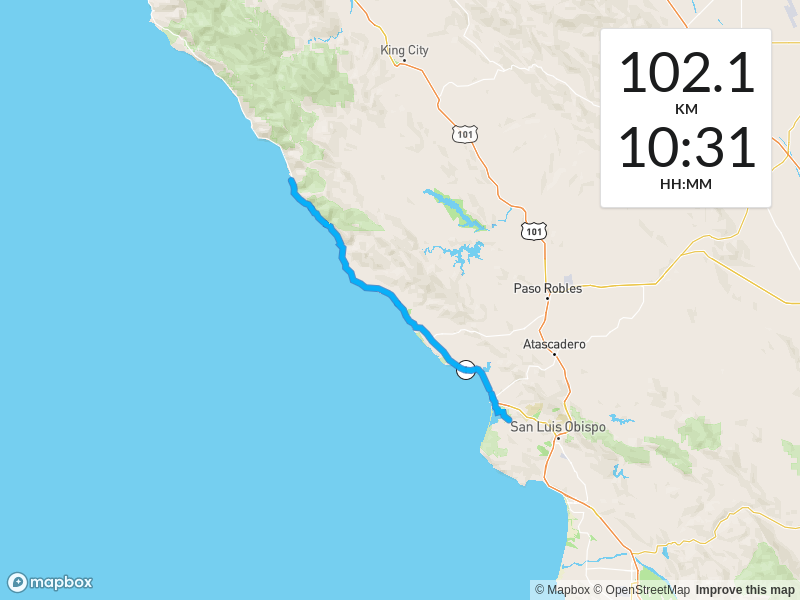 King City
102.1
KM
10:31
HH:MM
101
101
Paso Robles
Atascadero
San Luis Obispo
mapbox
© Mapbox © OpenStreetMap Improve this map